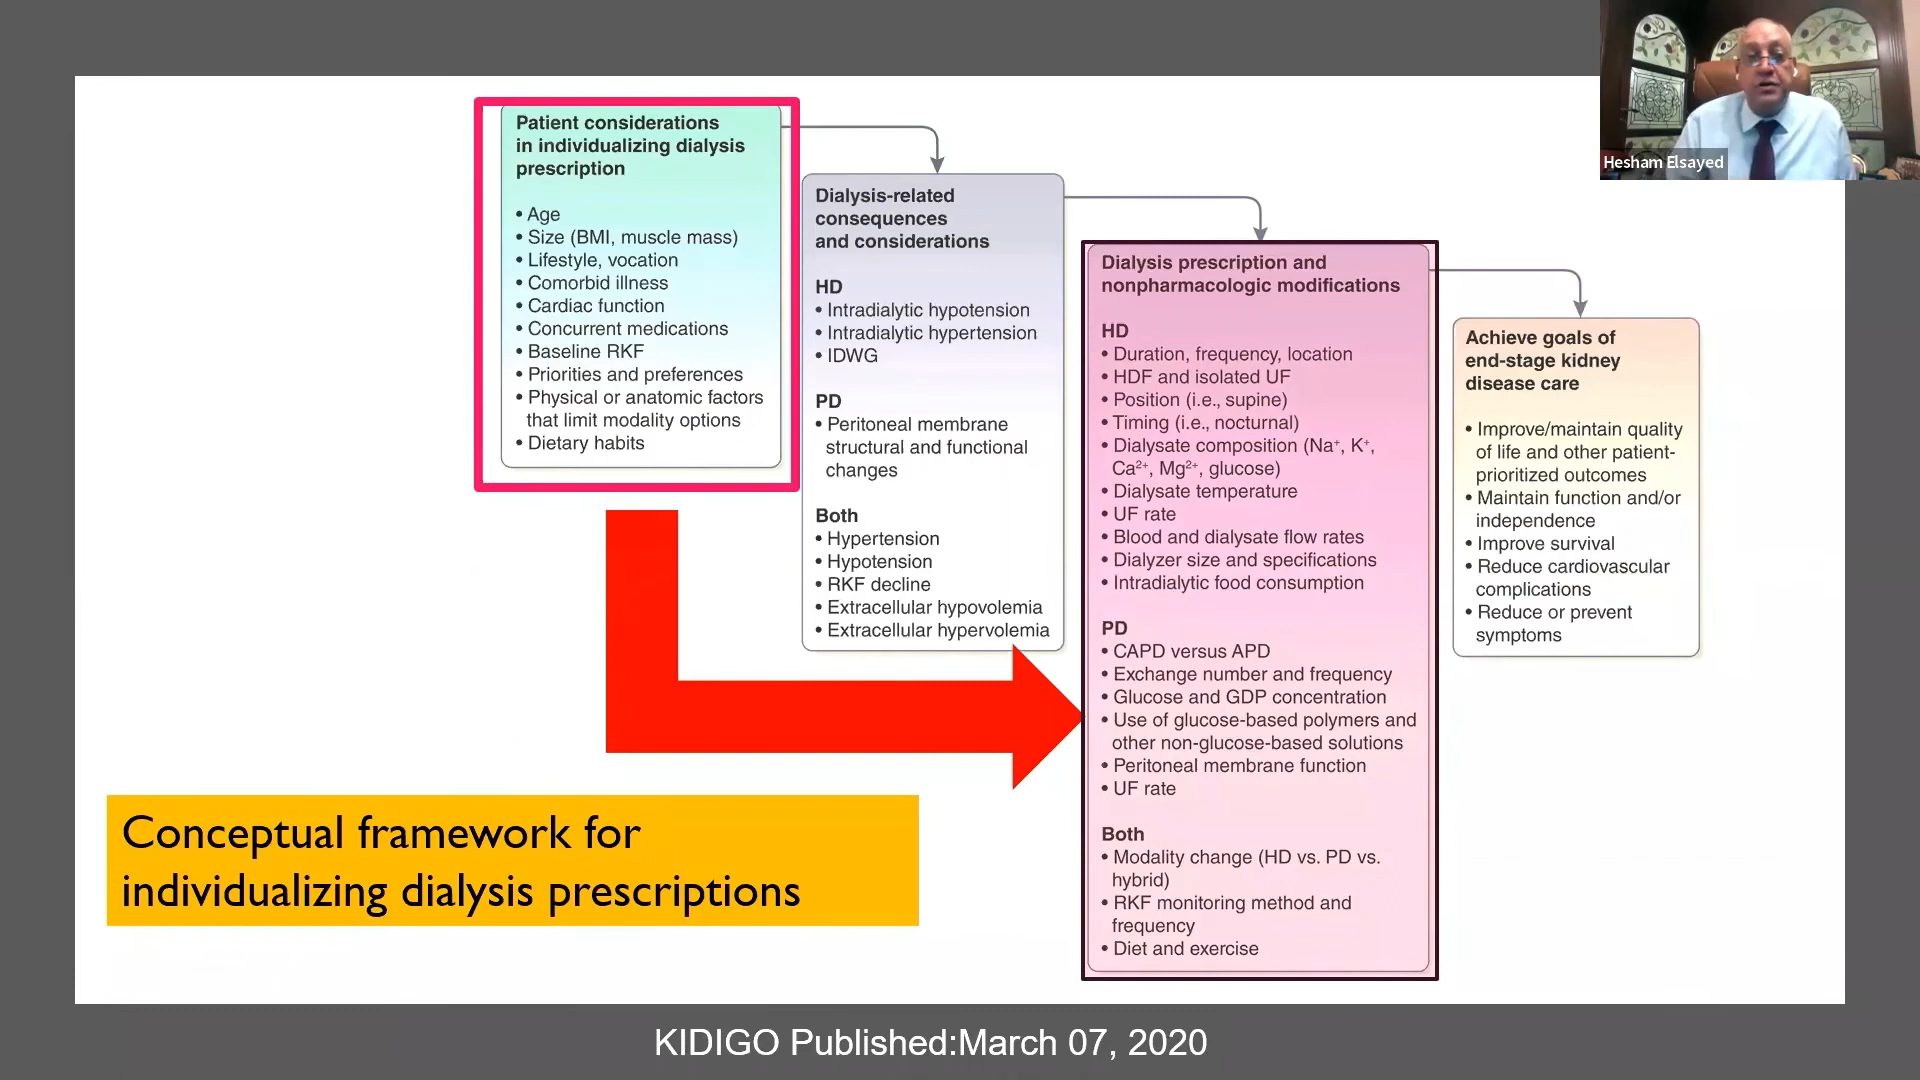 Patient considerations
in individualizing dialysis
prescription
• Age
• Size (BMI, muscle mass)
• Lifestyle, vocation
• Comorbid illness
• Cardiac function
• Concurrent medications
• Baseline RKF
• Priorities and preferences
• Physical or anatomic factors
that limit modality options
• Dietary habits
Dialysis-related
consequences
and considerations
HD
• Intradialytic hypotension
• Intradialytic hypertension
• IDWG
PD
• Peritoneal membrane
structural and functional
changes
Both
• Hypertension
• Hypotension
• RKF decline
• Extracellular hypovolemia
• Extracellular hypervolemia
Dialysis prescription and
nonpharmacologic modifications
HD
• Duration, frequency, location
• HDF and isolated UF
• Position (i.e., supine)
• Timing (i.e., nocturnal)
• Dialysate composition (Na⁺, K⁺,
Ca²⁺, Mg²⁺, glucose)
• Dialysate temperature
• UF rate
• Blood and dialysate flow rates
• Dialyzer size and specifications
• Intradialytic food consumption
PD
• CAPD versus APD
• Exchange number and frequency
• Glucose and GDP concentration
• Use of glucose-based polymers and
other non-glucose-based solutions
• Peritoneal membrane function
• UF rate
Both
• Modality change (HD vs. PD vs.
hybrid)
• RKF monitoring method and
frequency
• Diet and exercise
Achieve goals of
end-stage kidney
disease care
• Improve/maintain quality
of life and other patient-
prioritized outcomes
• Maintain function and/or
independence
• Improve survival
• Reduce cardiovascular
complications
• Reduce or prevent
symptoms
Conceptual framework for
individualizing dialysis prescriptions
KIDIGO Published:March 07, 2020
Hesham Elsayed